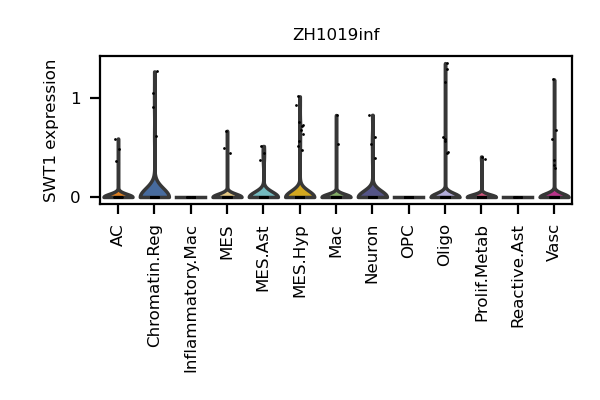 ZH1019inf
SWT1 expression
1
0
AC
Chromatin.Reg
Inflammatory.Mac
MES
MES.Ast
MES.Hyp
Mac
Neuron
OPC
Oligo
Prolif.Metab
Reactive.Ast
Vasc